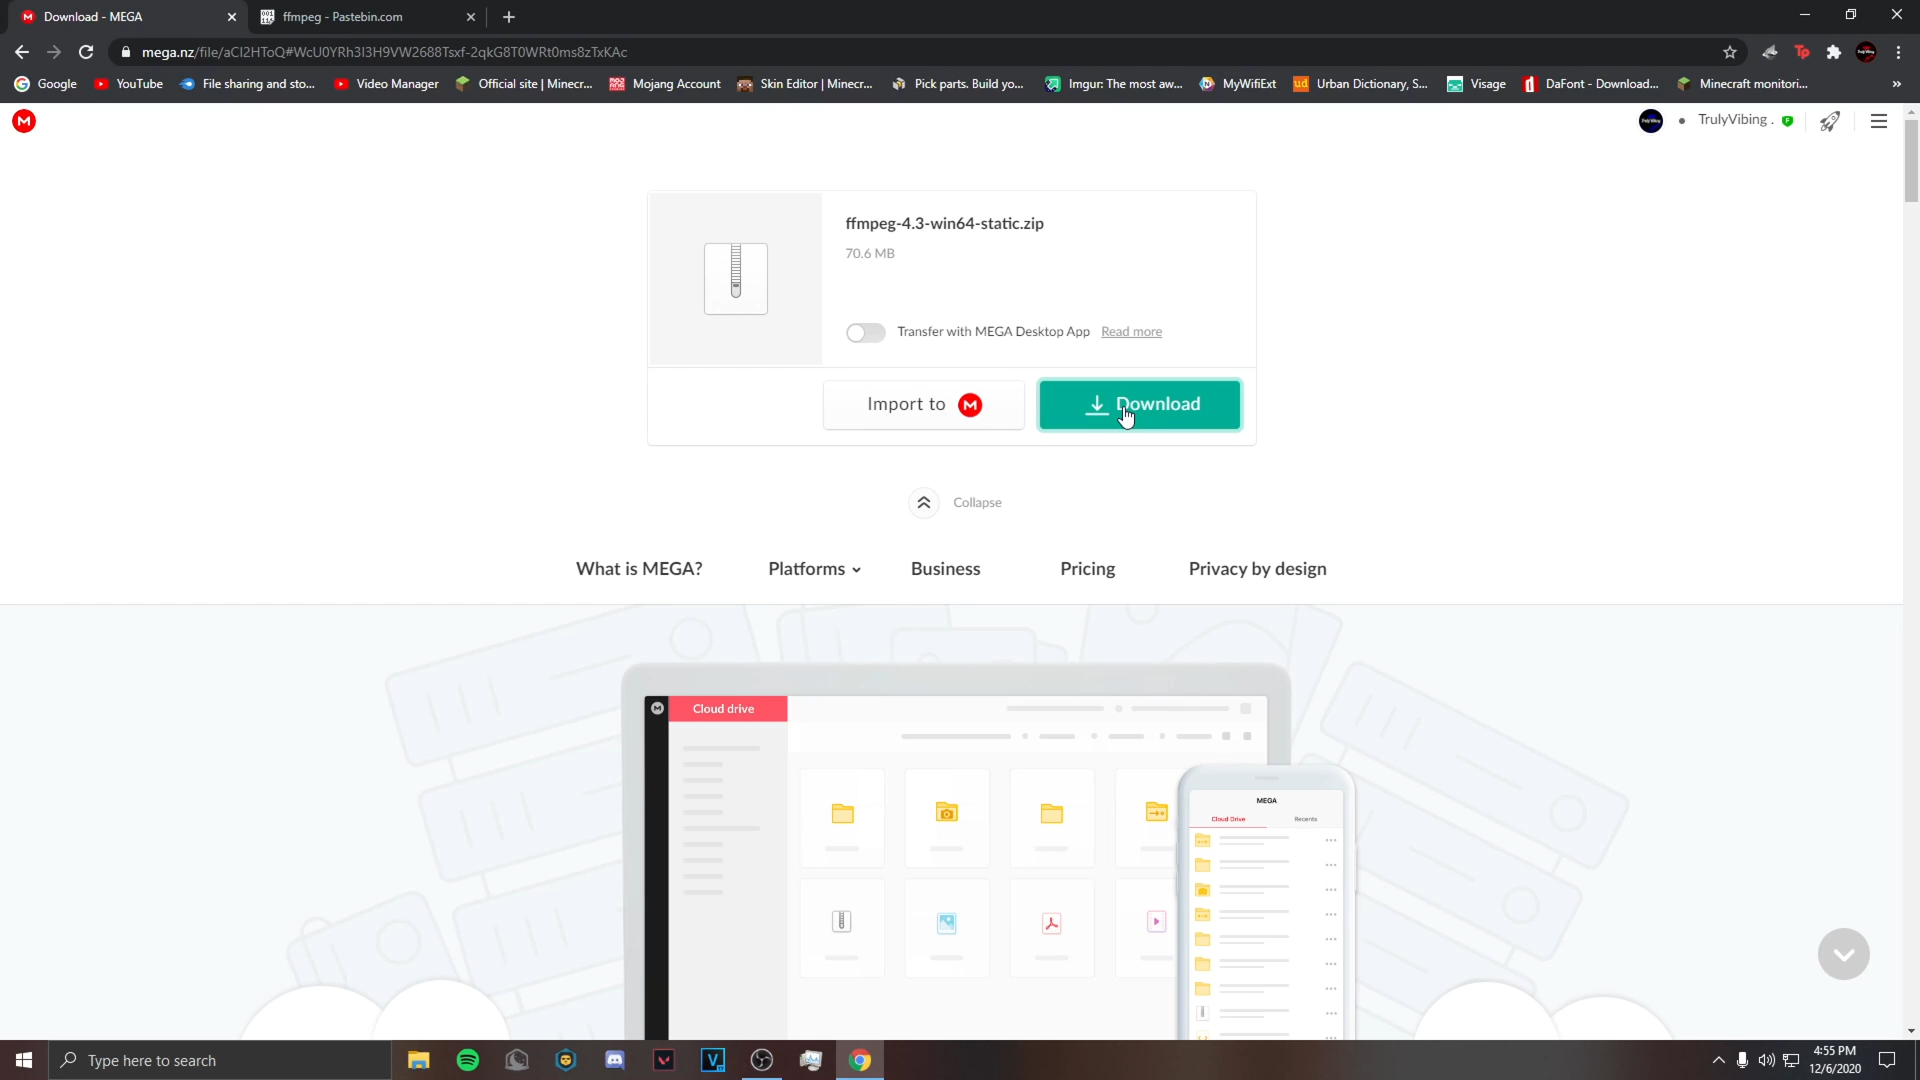 Download - MEGA
ffmpeg - Pastebin.com
mega.nz/file/aCI2HToQ#WcU0YRh3I3H9VW2688Tsxf-2qkG8T0WRt0ms8zTxKAc
Google
YouTube
File sharing and sto...
Video Manager
Official site | Minecr...
Mojang Account
Skin Editor | Minecr...
Pick parts. Build yo...
Imgur: The most aw...
MyWifiExt
Urban Dictionary, S...
Visage
DaFont - Download...
Minecraft monitori...
TrulyVibing .
ffmpeg-4.3-win64-static.zip
70.6 MB
Transfer with MEGA Desktop App Read more
Import to
Download
Collapse
What is MEGA?
Platforms
Business
Pricing
Privacy by design
Cloud drive
MEGA
Cloud Drive
Recents
Type here to search
4:55 PM
12/6/2020